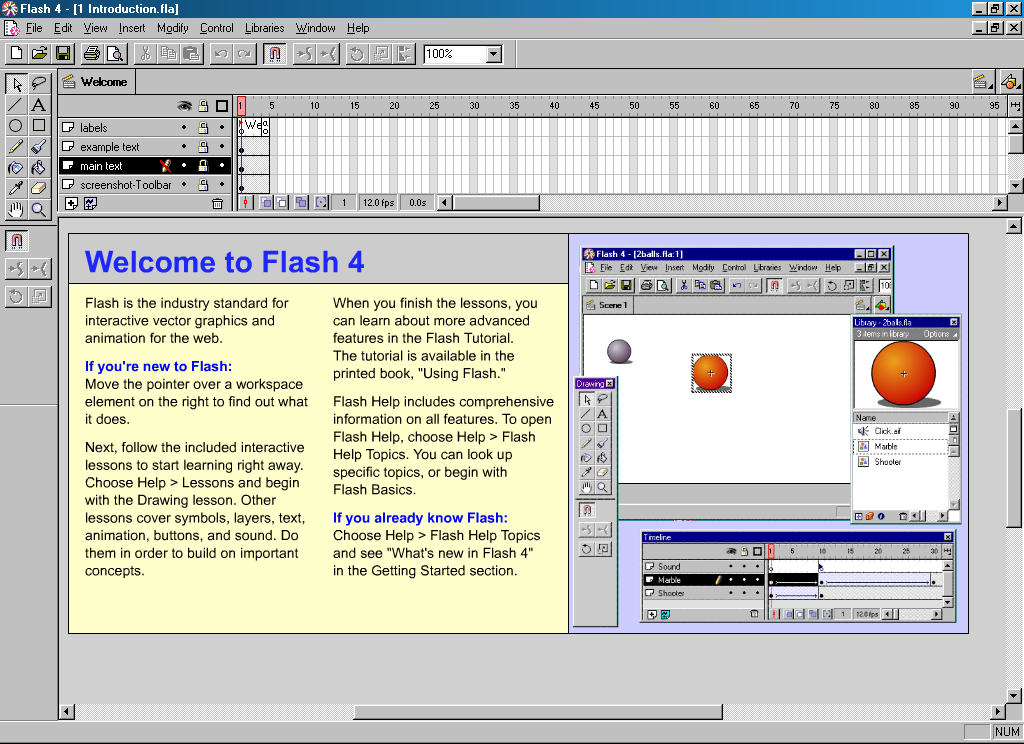 Flash 4 - [1 Introduction.fla]
File Edit View Insert Modify Control Libraries Window Help
100%
Welcome
1 5 10 15 20 25 30 35 40 45 50 55 60 65 70 75 80 85 90 95
labels
example text
main text
screenshot-Toolbar
1 12.0 fps 0.0s
Welcome to Flash 4
Flash is the industry standard for
interactive vector graphics and
animation for the web.
If you're new to Flash:
Move the pointer over a workspace
element on the right to find out what
it does.
Next, follow the included interactive
lessons to start learning right away.
Choose Help > Lessons and begin
with the Drawing lesson. Other
lessons cover symbols, layers, text,
animation, buttons, and sound. Do
them in order to build on important
concepts.
When you finish the lessons, you
can learn about more advanced
features in the Flash Tutorial.
The tutorial is available in the
printed book, "Using Flash."
Flash Help includes comprehensive
information on all features. To open
Flash Help, choose Help > Flash
Help Topics. You can look up
specific topics, or begin with
Flash Basics.
If you already know Flash:
Choose Help > Flash Help Topics
and see "What's new in Flash 4"
in the Getting Started section.
Flash 4 - [2balls.fla:1]
File Edit View Insert Modify Control Libraries Window Help
Scene 1
Library - 2balls.fla
3 items in library Options
Name
Click.aif
Marble
Shooter
Drawing
Timeline
1 5 10 15 20 25 30
Sound
Marble
Shooter
1 12.0 fps
NUM